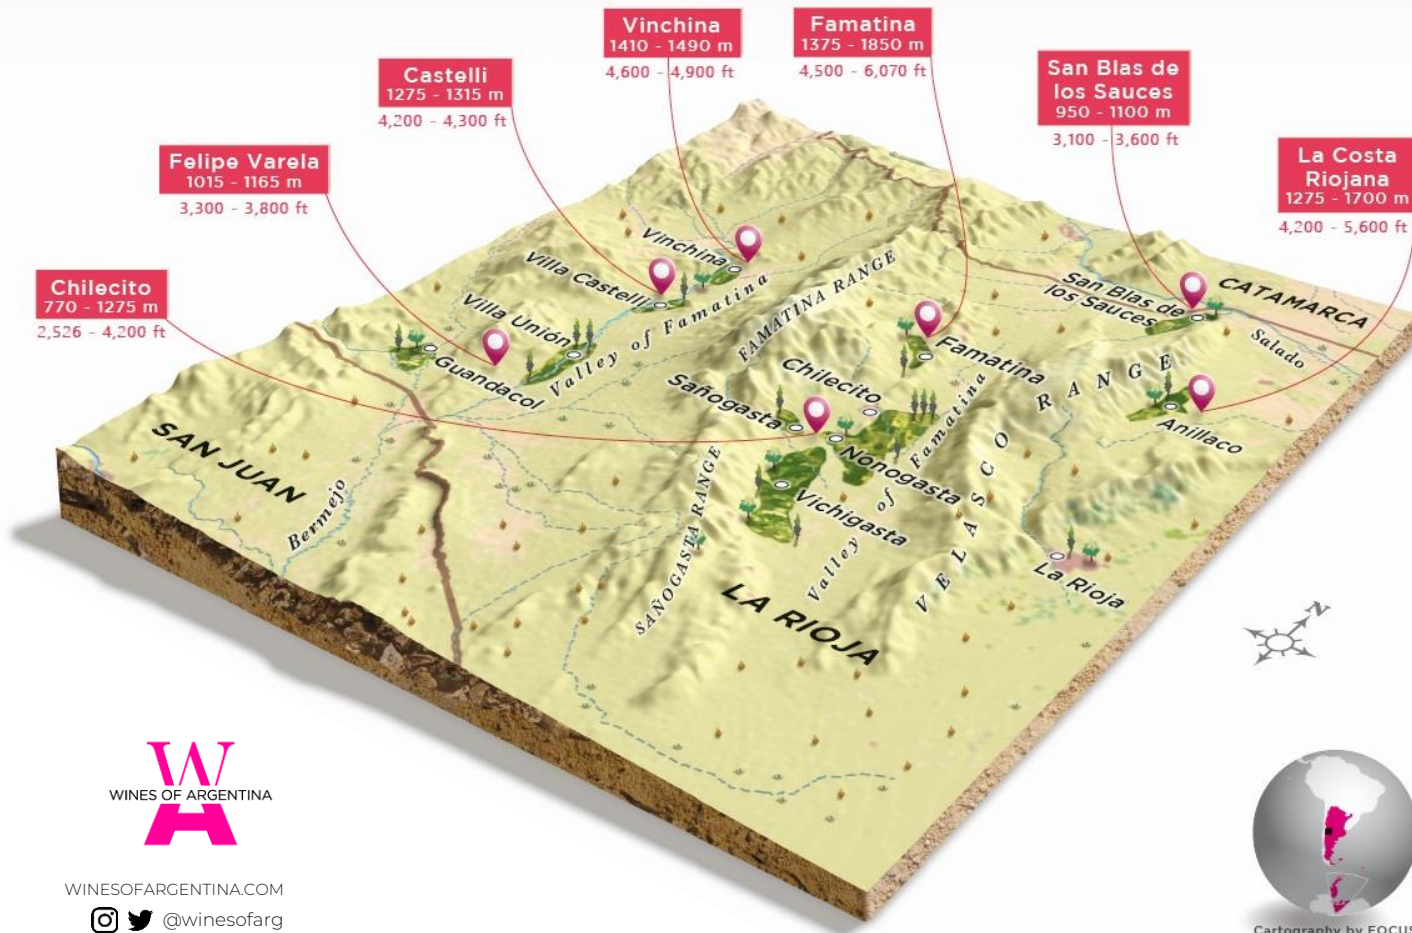 Vinchina
1410 - 1490 m
4,600 - 4,900 ft
Famatina
1375 - 1850 m
4,500 - 6,070 ft
Castelli
1275 - 1315 m
4,200 - 4,300 ft
San Blas de
los Sauces
950 - 1100 m
3,100 - 3,600 ft
La Costa
Riojana
1275 - 1700 m
4,200 - 5,600 ft
Felipe Varela
1015 - 1165 m
3,300 - 3,800 ft
Chilecito
770 - 1275 m
2,526 - 4,200 ft
Vinchina
Villa Castelli
Villa Unión
Guandacol
Valley of Famatina
FAMATINA RANGE
San Blas de
los Sauces
CATAMARCA
Salado
Famatina
Chilecito
Sañogasta
Nonogasta
Vichigasta
Valley of Famatina
VELASCO RANGE
Anillaco
SAN JUAN
Bermejo
SAÑOGASTA RANGE
LA RIOJA
La Rioja
N
WA
WINES OF ARGENTINA
WINESOFARGENTINA.COM
@winesofarg
Cartography by FOCUS